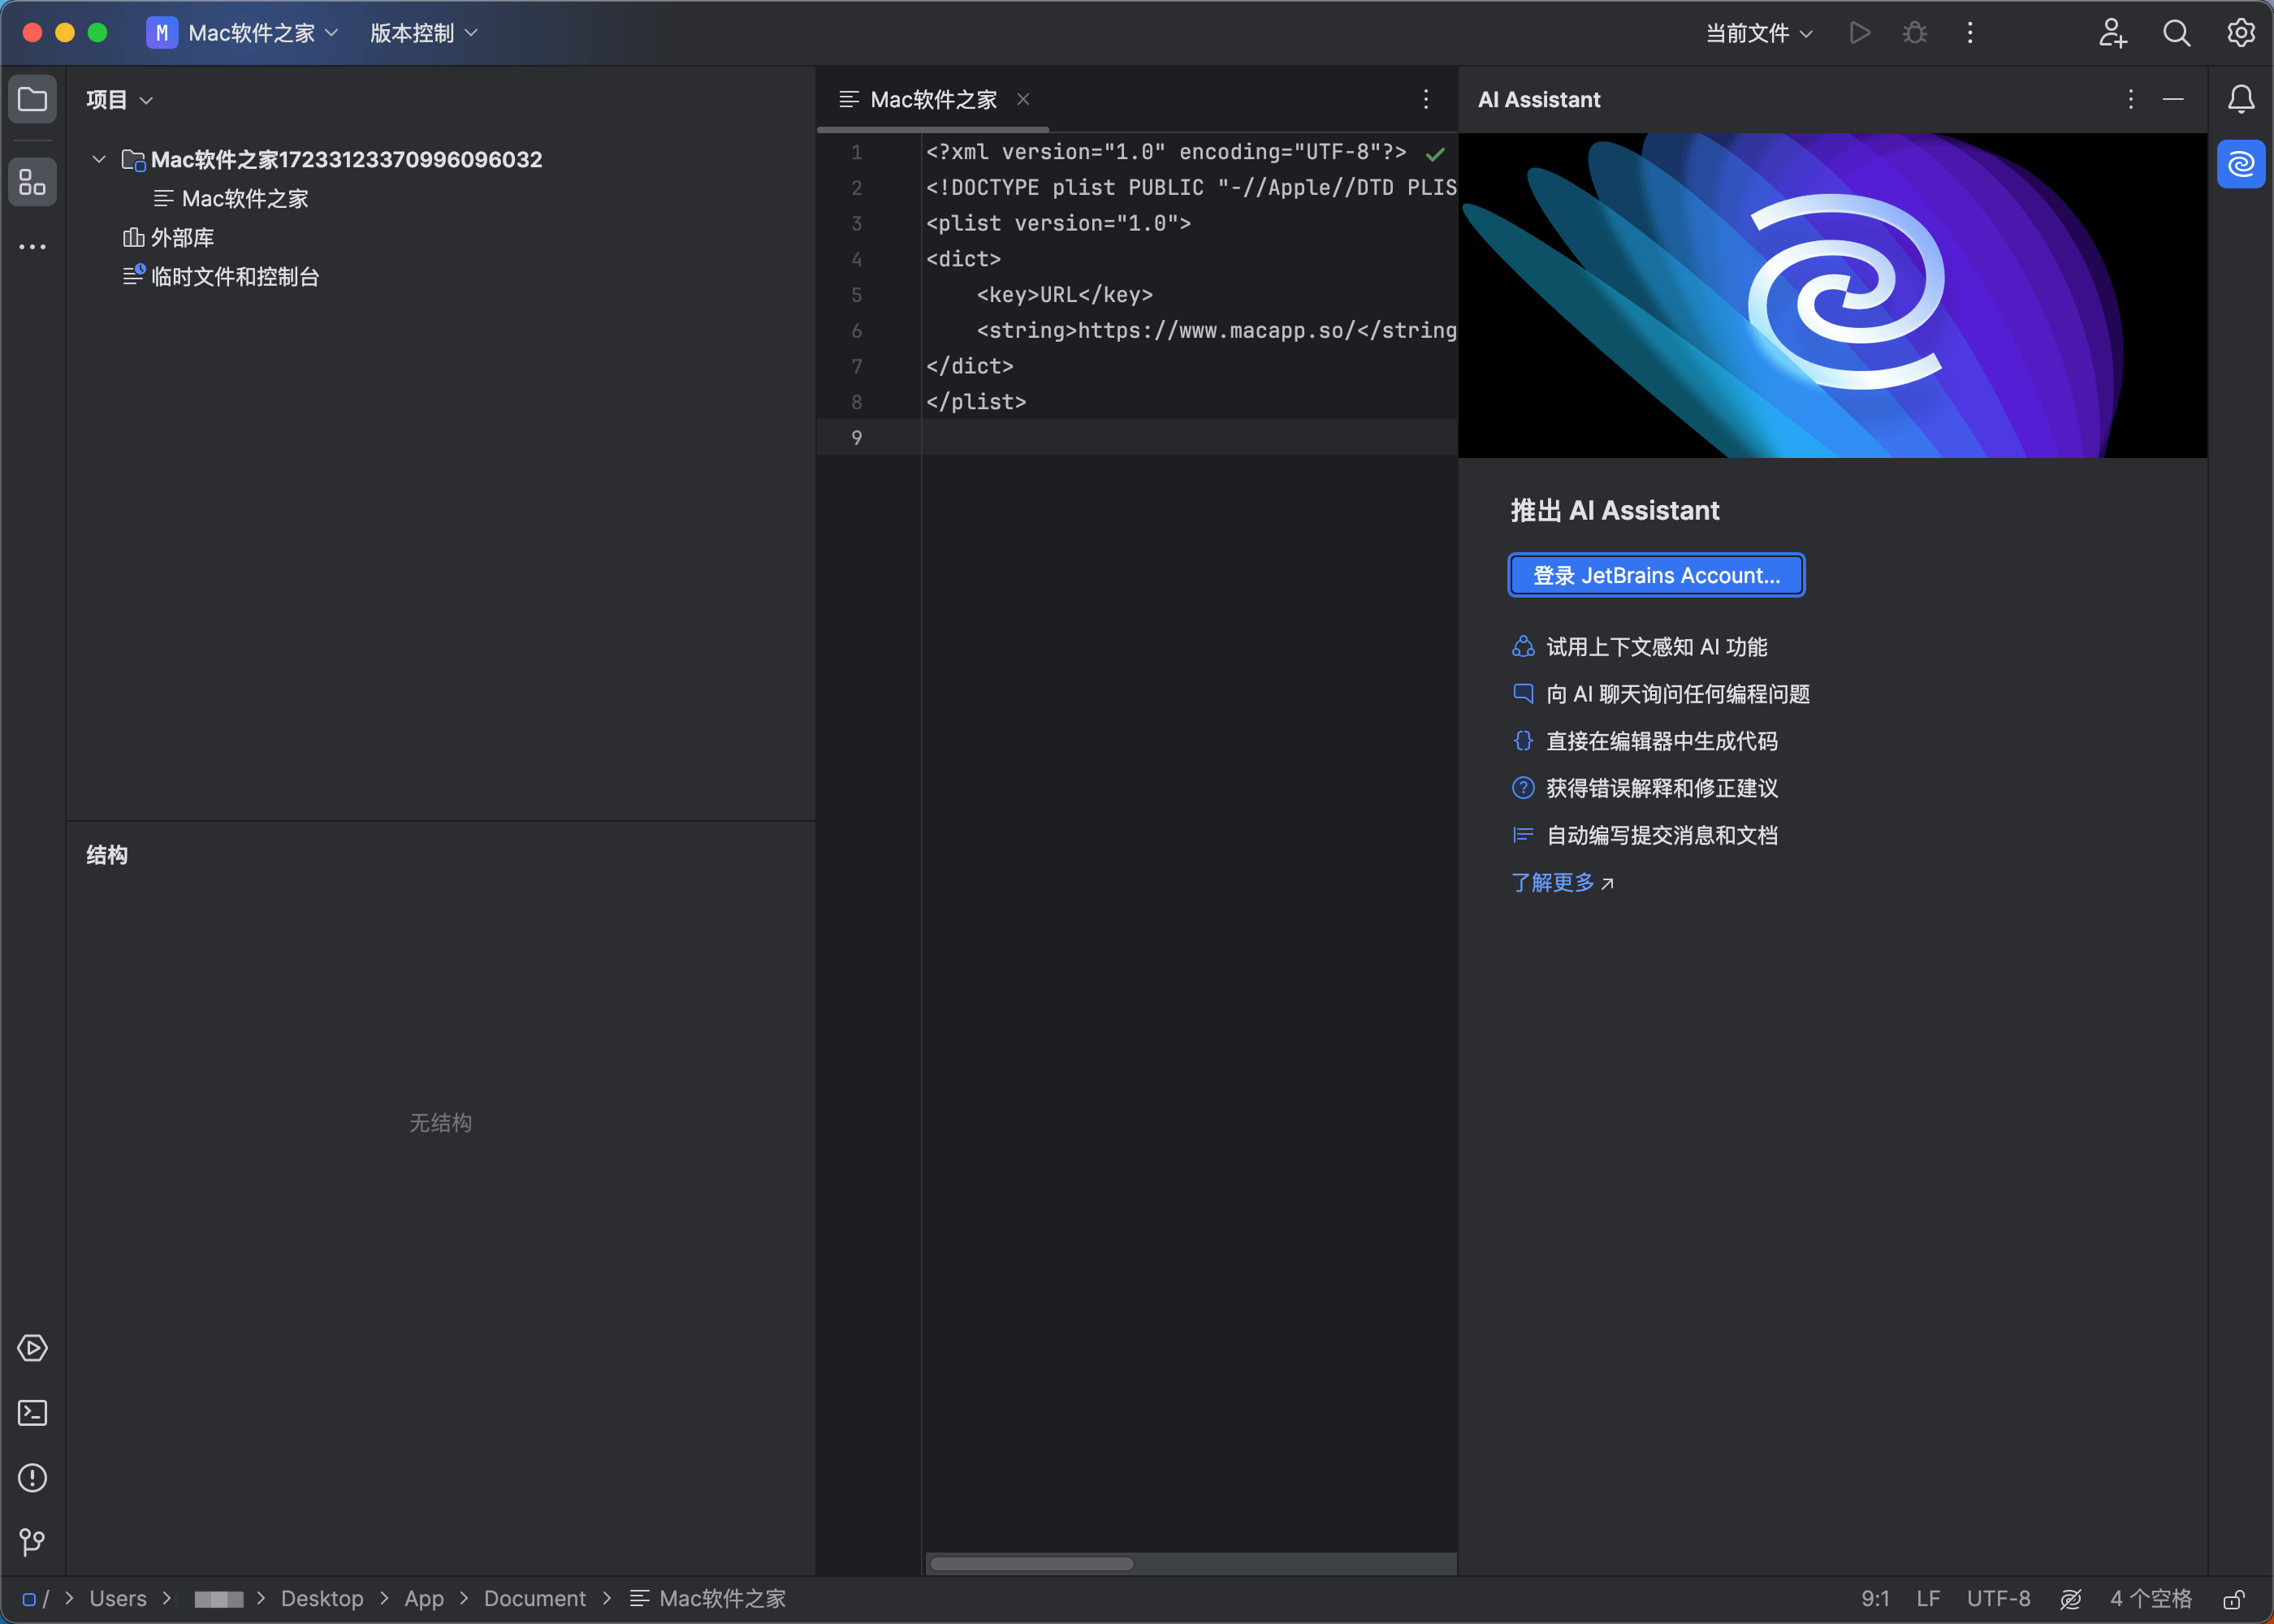 M Mac软件之家 版本控制 当前文件
项目
Mac软件之家17233123370996096032
Mac软件之家
外部库
临时文件和控制台
结构
无结构
Mac软件之家
1 <?xml version="1.0" encoding="UTF-8"?>
2 <!DOCTYPE plist PUBLIC "-//Apple//DTD PLIS
3 <plist version="1.0">
4 <dict>
5 <key>URL</key>
6 <string>https://www.macapp.so/</string
7 </dict>
8 </plist>
9
AI Assistant
推出 AI Assistant
登录 JetBrains Account...
试用上下文感知 AI 功能
向 AI 聊天询问任何编程问题
直接在编辑器中生成代码
获得错误解释和修正建议
自动编写提交消息和文档
了解更多 ↗
/ > Users > > Desktop > App > Document > Mac软件之家 9:1 LF UTF-8 4 个空格